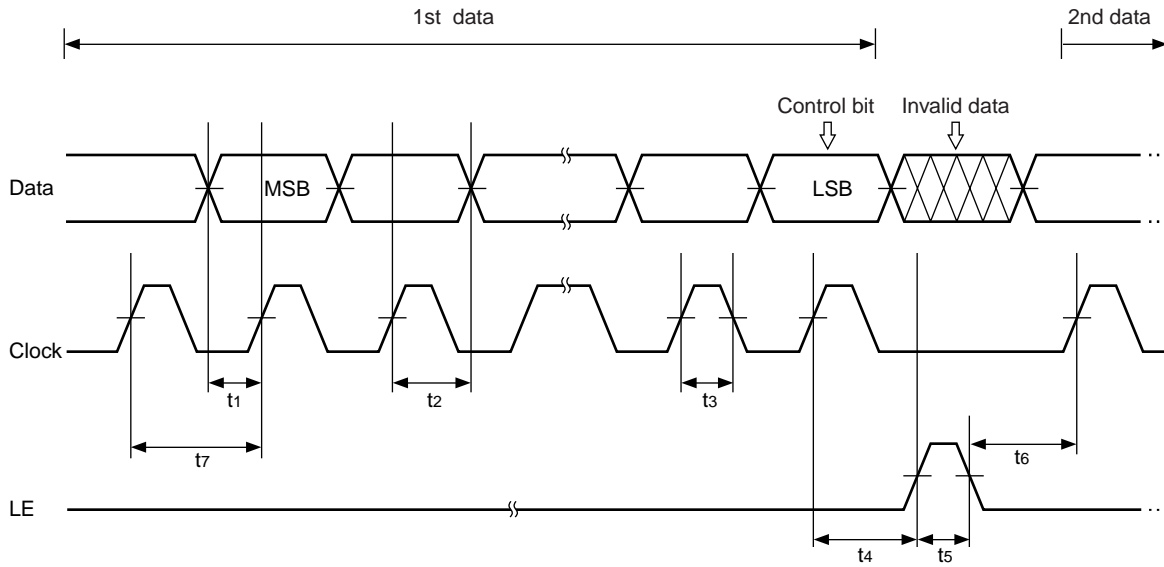 1st data
2nd data
Control bit
Invalid data
Data
MSB
LSB
Clock
t1
t2
t3
t7
t6
LE
t4
t5